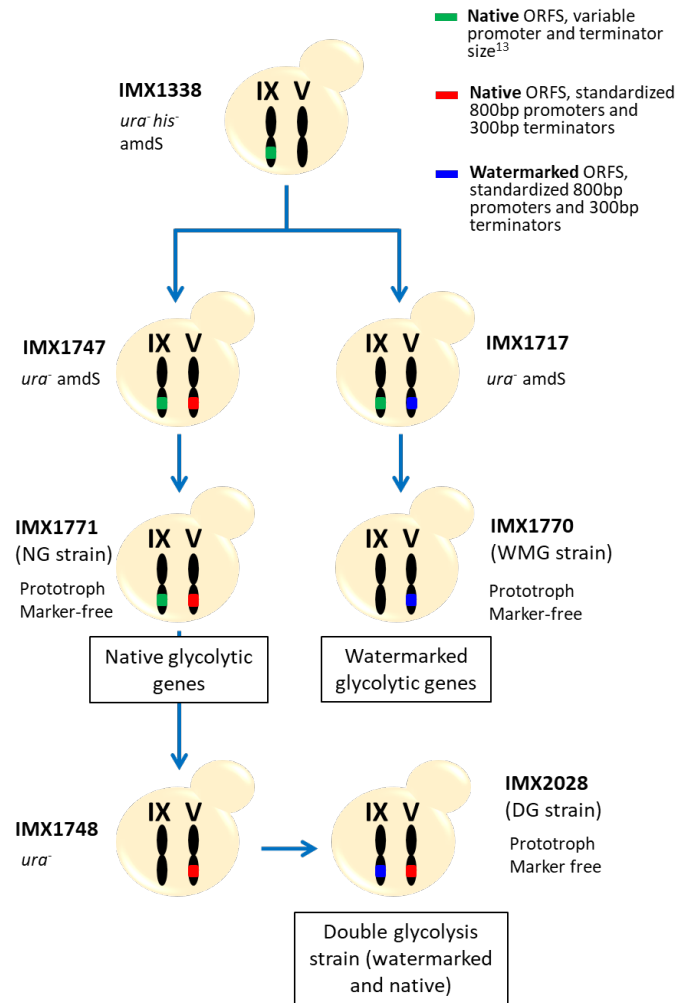 Native ORFS, variable
promoter and terminator
size¹³
Native ORFS, standardized
800bp promoters and
300bp terminators
Watermarked ORFS,
standardized 800bp
promoters and 300bp
terminators
IMX1338
ura⁻ his⁻
amdS
IX V
IMX1747
ura⁻ amdS
IX V
IX V
IMX1717
ura⁻ amdS
IMX1771
(NG strain)
Prototroph
Marker-free
IX V
IX V
IMX1770
(WMG strain)
Prototroph
Marker-free
Native glycolytic
genes
Watermarked
glycolytic genes
IMX1748
ura⁻
IX V
IX V
IMX2028
(DG strain)
Prototroph
Marker free
Double glycolysis
strain (watermarked
and native)